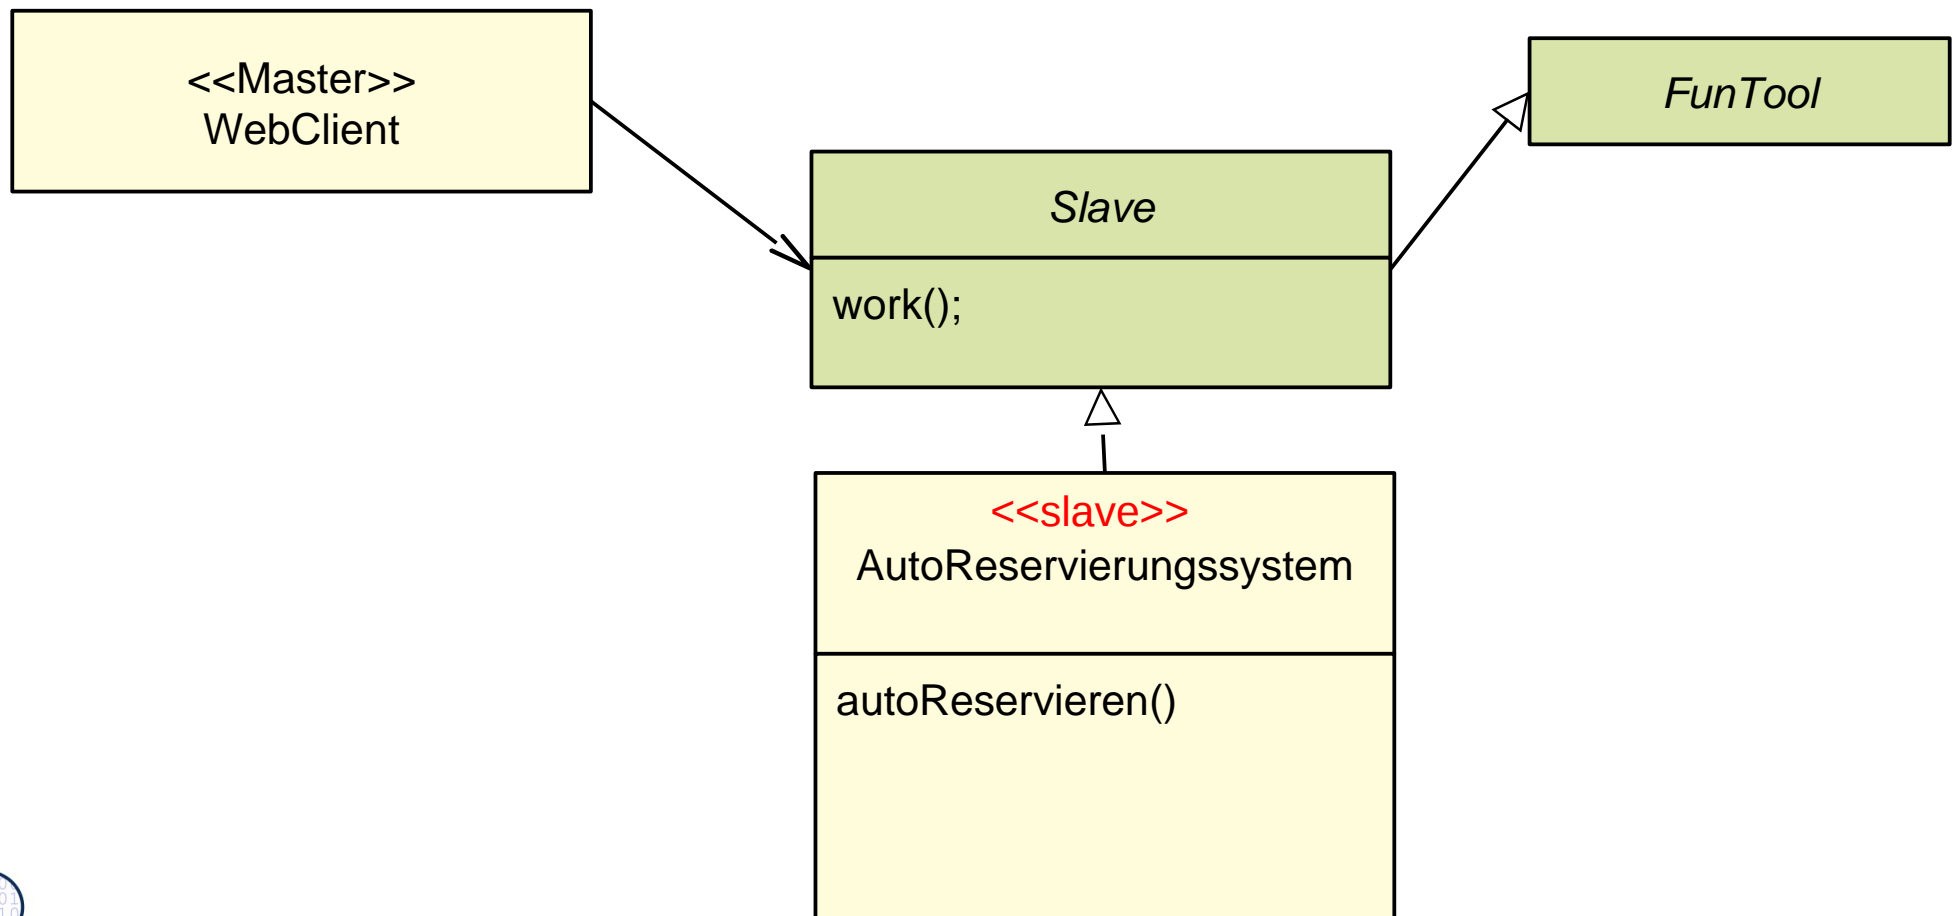 <<Master>>
WebClient
FunTool
Slave
work();
<<slave>>
AutoReservierungssystem
autoReservieren()